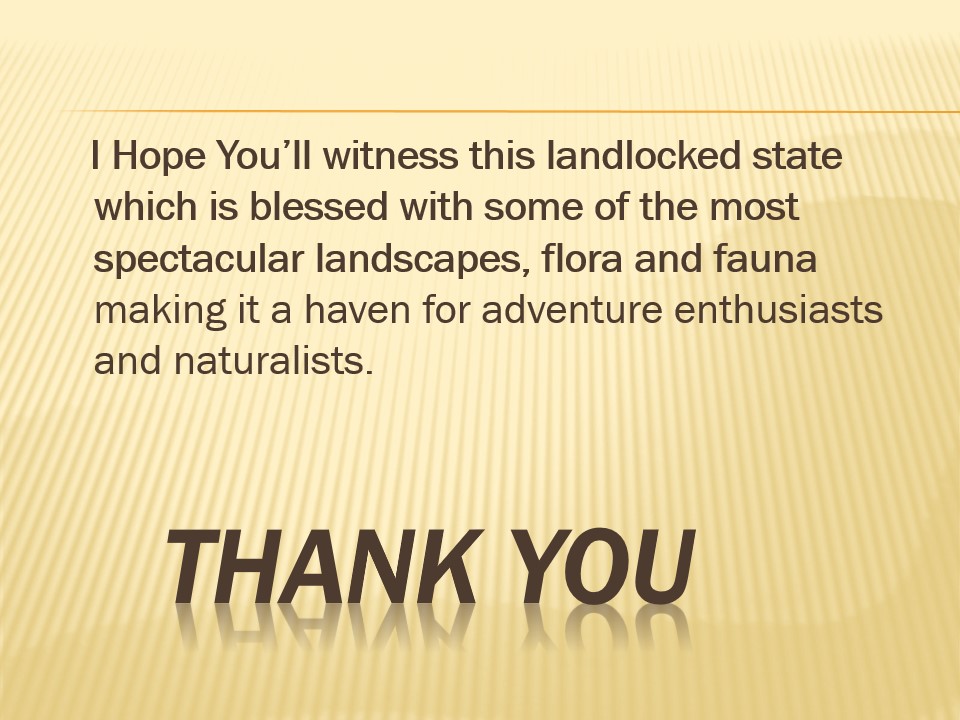 I Hope You’ll witness this landlocked state
which is blessed with some of the most
spectacular landscapes, flora and fauna
making it a haven for adventure enthusiasts
and naturalists.
THANK YOU